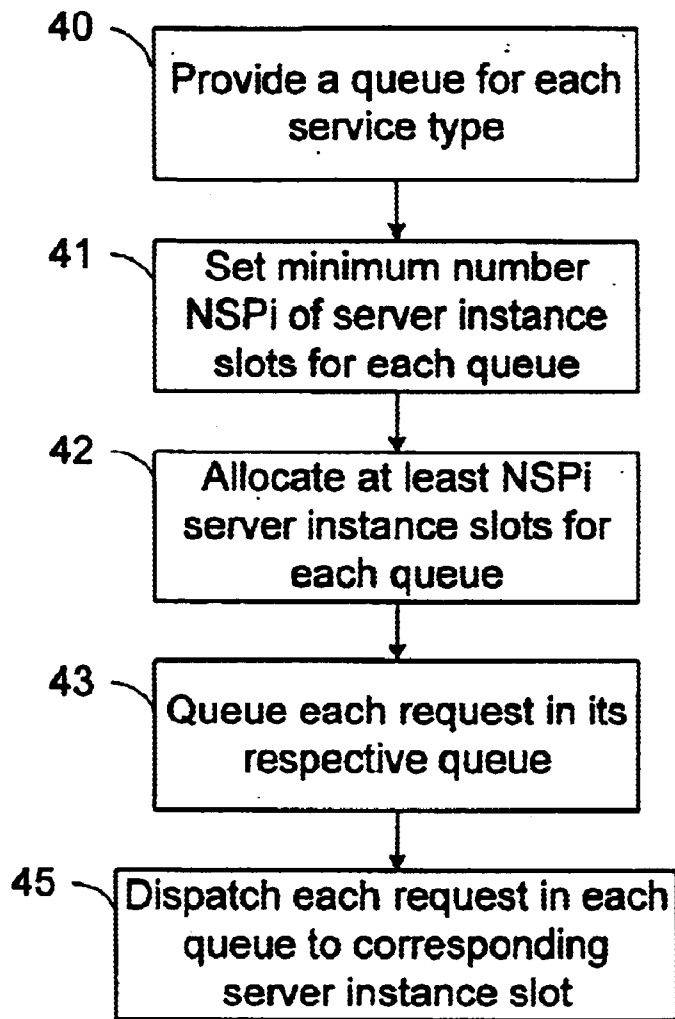 40
Provide a queue for each
service type
41
Set minimum number
NSPi of server instance
slots for each queue
42
Allocate at least NSPi
server instance slots for
each queue
43
Queue each request in its
respective queue
45
Dispatch each request in each
queue to corresponding
server instance slot